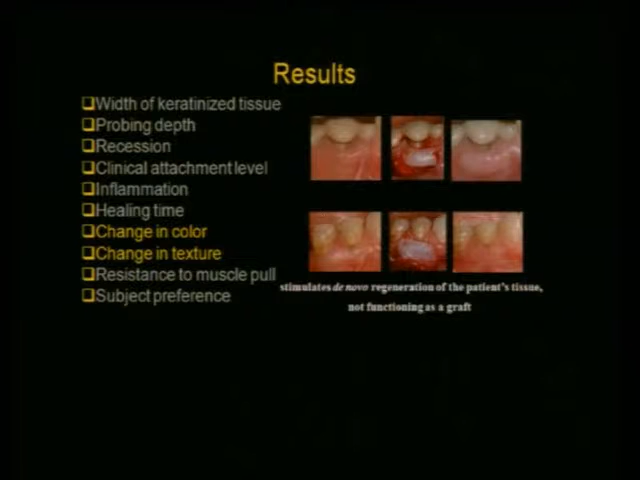 Results
Width of keratinized tissue
Probing depth
Recession
Clinical attachment level
Inflammation
Healing time
Change in color
Change in texture
Resistance to muscle pull
Subject preference
stimulates de novo regeneration of the patient's tissue,
not functioning as a graft